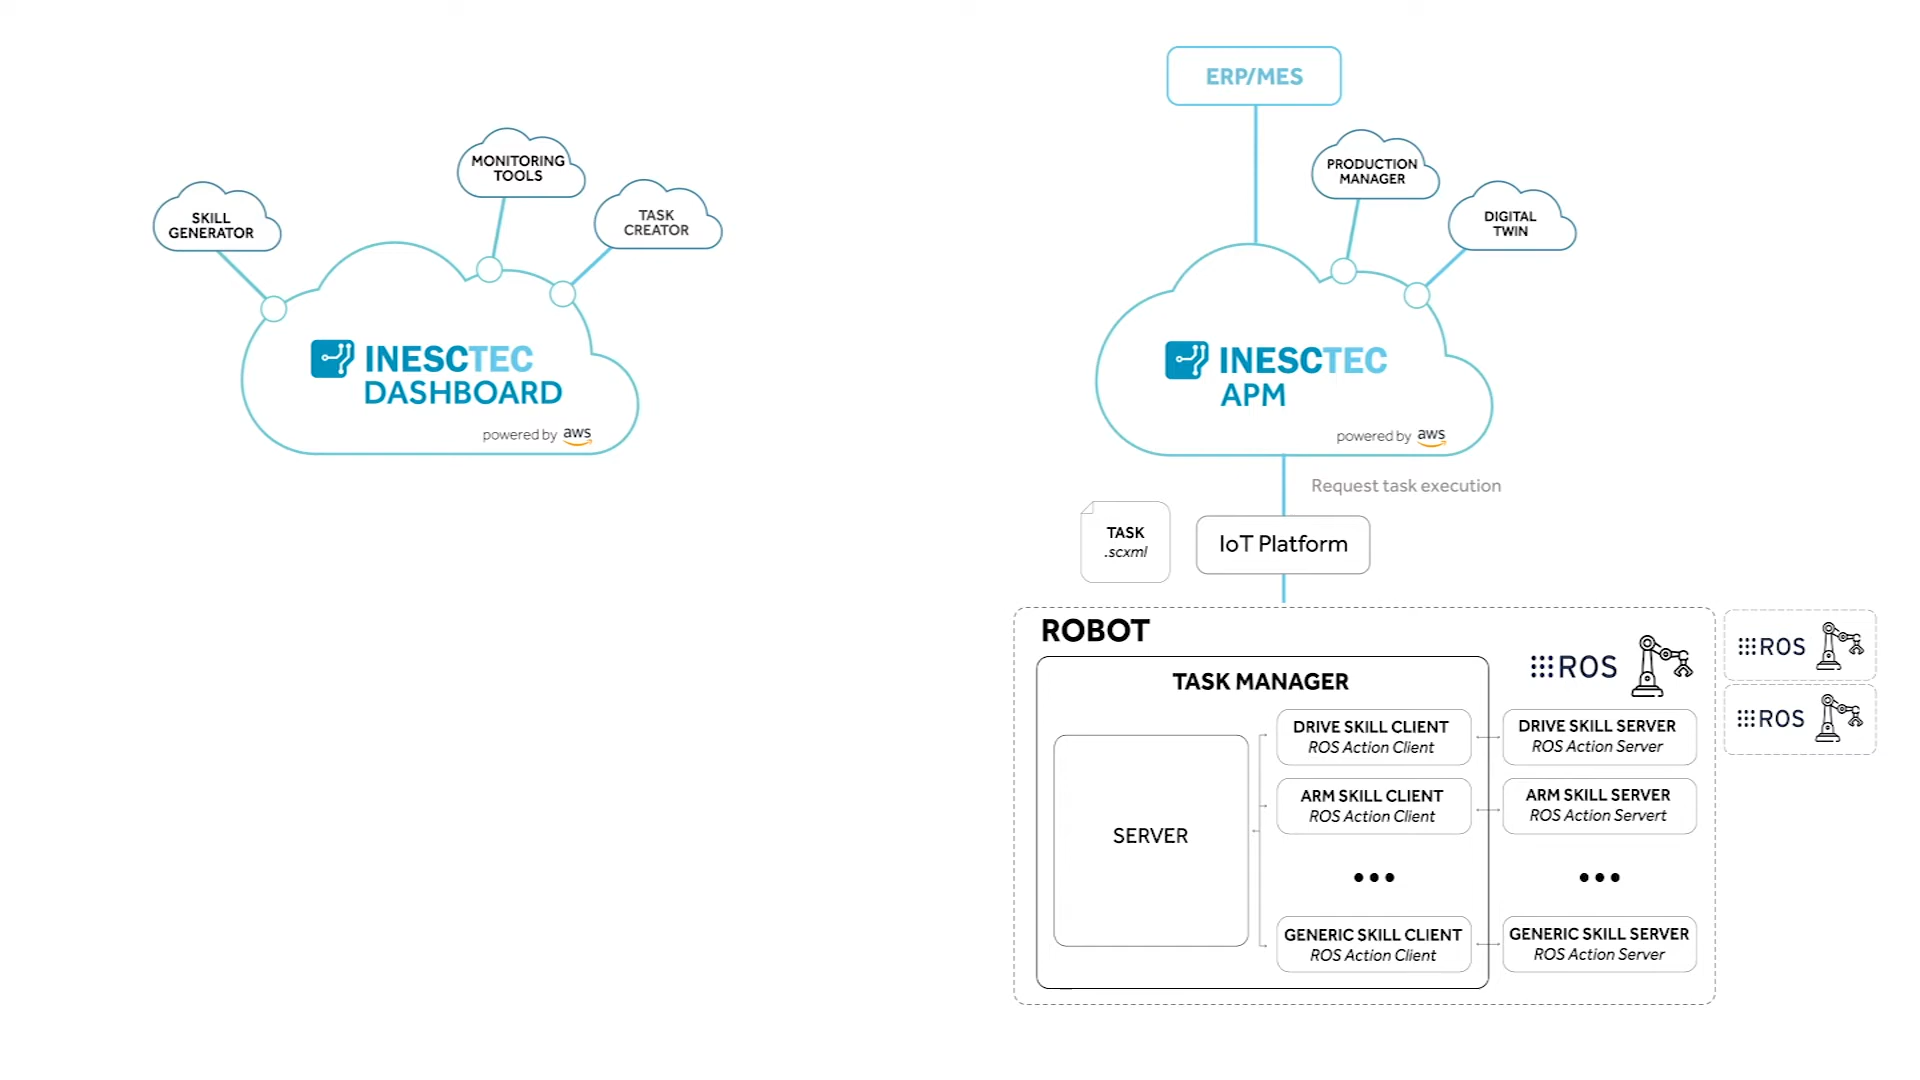 MONITORING
TOOLS
SKILL
GENERATOR
TASK
CREATOR
INESCTEC
DASHBOARD
powered by aws
ERP/MES
PRODUCTION
MANAGER
DIGITAL
TWIN
INESCTEC
APM
powered by aws
Request task execution
TASK
.scxml
IoT Platform
ROBOT
TASK MANAGER
ROS
SERVER
DRIVE SKILL CLIENT
ROS Action Client
DRIVE SKILL SERVER
ROS Action Server
ARM SKILL CLIENT
ROS Action Client
ARM SKILL SERVER
ROS Action Servert
GENERIC SKILL CLIENT
ROS Action Client
GENERIC SKILL SERVER
ROS Action Server
ROS
ROS